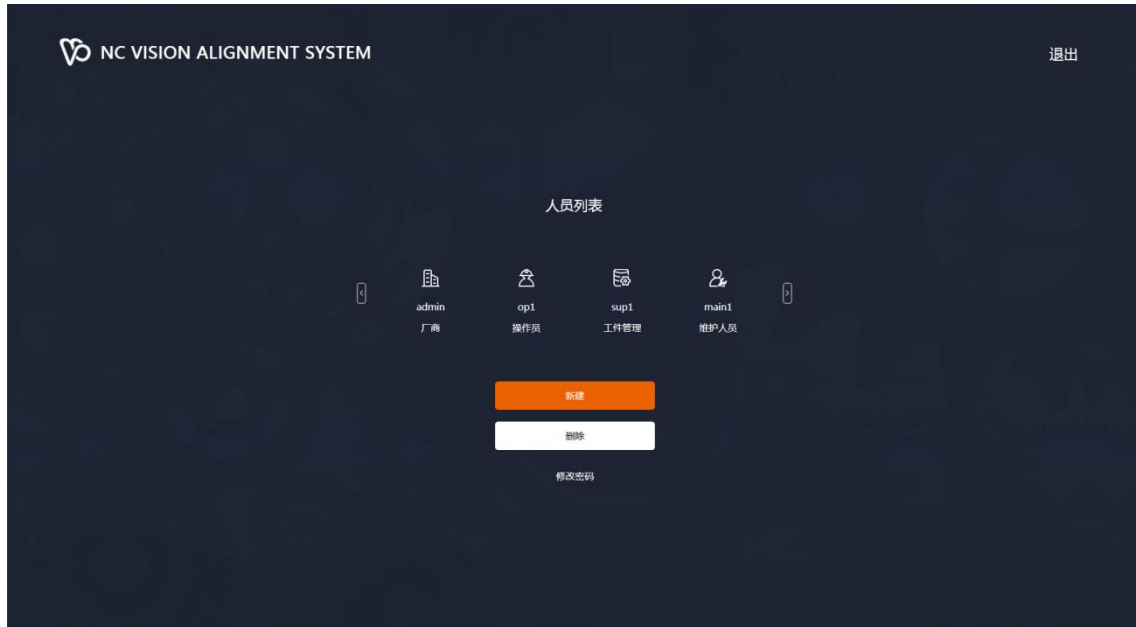 NC VISION ALIGNMENT SYSTEM
退出
人员列表
admin
op1
sup1
main1
厂商
操作员
工件管理
维护人员
新建
删除
修改密码